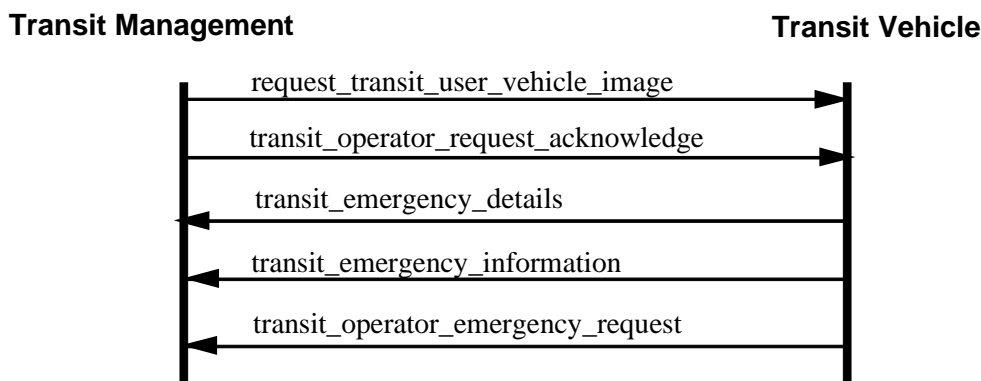 Transit Management
Transit Vehicle
request_transit_user_vehicle_image
transit_operator_request_acknowledge
transit_emergency_details
transit_emergency_information
transit_operator_emergency_request